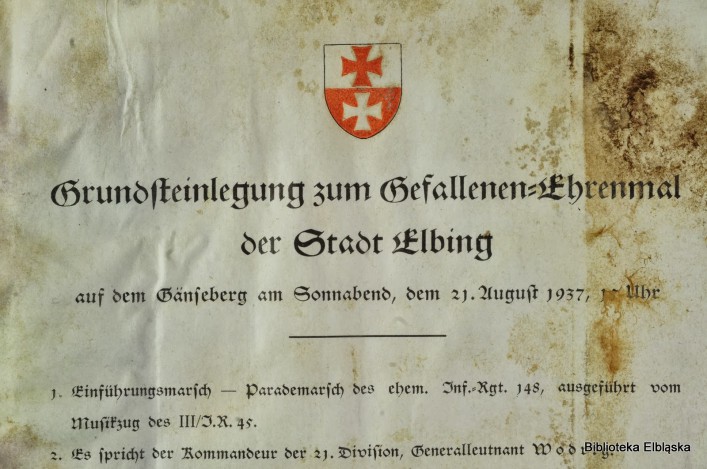 Grundsteinlegung zum Gefallenen-Ehrenmal
der Stadt Elbing
auf dem Gänseberg am Sonnabend, dem 21. August 1937, Uhr
1. Einführungsmarsch — Parademarsch des ehem. Inf.-Rgt. 148, ausgeführt vom
Musikzug des III/I.R. 45.
2. Es spricht der Kommandeur der 21. Division, Generalleutnant Wodrig.
Biblioteka Elbląska